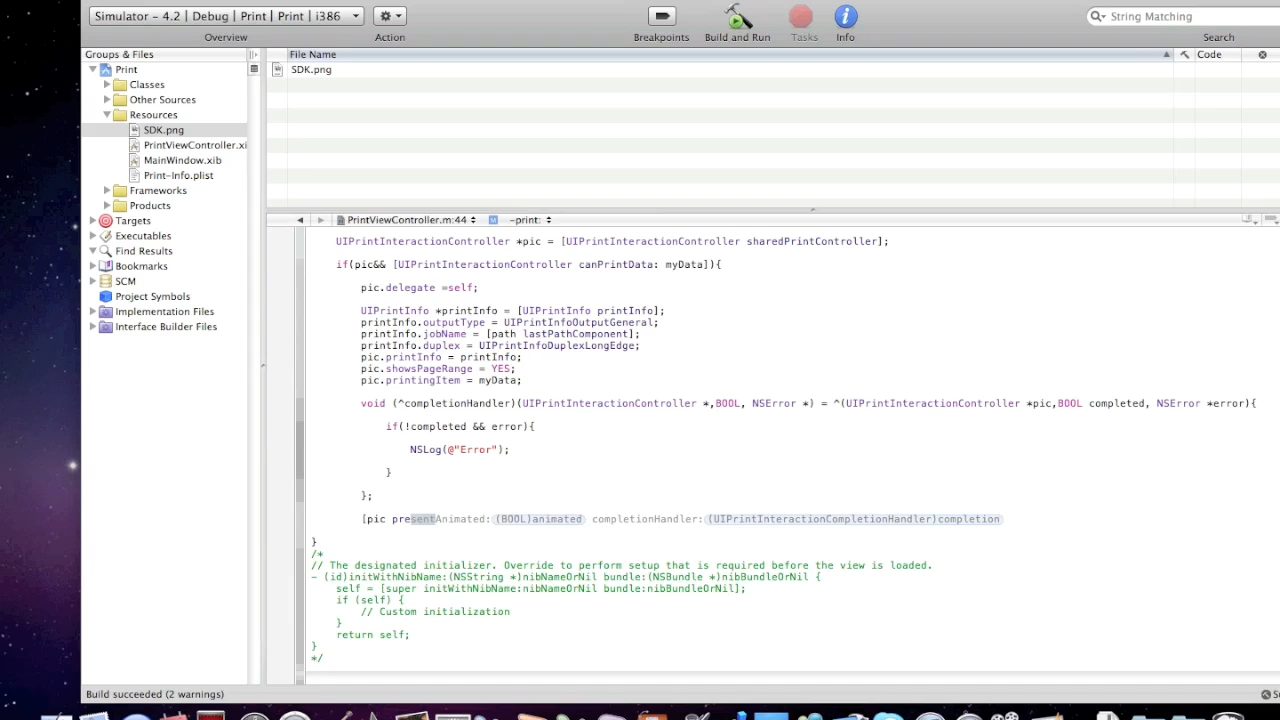 Simulator - 4.2 | Debug | Print | Print | i386
String Matching
Overview
Action
Breakpoints
Build and Run
Tasks
Info
Search
Groups & Files
File Name
Code
Print
SDK.png
Classes
Other Sources
Resources
SDK.png
PrintViewController.xi
MainWindow.xib
Print-Info.plist
Frameworks
Products
Targets
Executables
Find Results
Bookmarks
SCM
Project Symbols
Implementation Files
Interface Builder Files
PrintViewController.m:44
M
-print:
UIPrintInteractionController *pic = [UIPrintInteractionController sharedPrintController];
if(pic&& [UIPrintInteractionController canPrintData: myData]){
pic.delegate =self;
UIPrintInfo *printInfo = [UIPrintInfo printInfo];
printInfo.outputType = UIPrintInfoOutputGeneral;
printInfo.jobName = [path lastPathComponent];
printInfo.duplex = UIPrintInfoDuplexLongEdge;
pic.printInfo = printInfo;
pic.showsPageRange = YES;
pic.printingItem = myData;
void (^completionHandler)(UIPrintInteractionController *,BOOL, NSError *) = ^(UIPrintInteractionController *pic,BOOL completed, NSError *error){
if(!completed && error){
NSLog(@"Error");
}
};
[pic presentAnimated:(BOOL)animated completionHandler:(UIPrintInteractionCompletionHandler)completion
}
/*
// The designated initializer. Override to perform setup that is required before the view is loaded.
- (id)initWithNibName:(NSString *)nibNameOrNil bundle:(NSBundle *)nibBundleOrNil {
self = [super initWithNibName:nibNameOrNil bundle:nibBundleOrNil];
if (self) {
// Custom initialization
}
return self;
}
*/
Build succeeded (2 warnings)